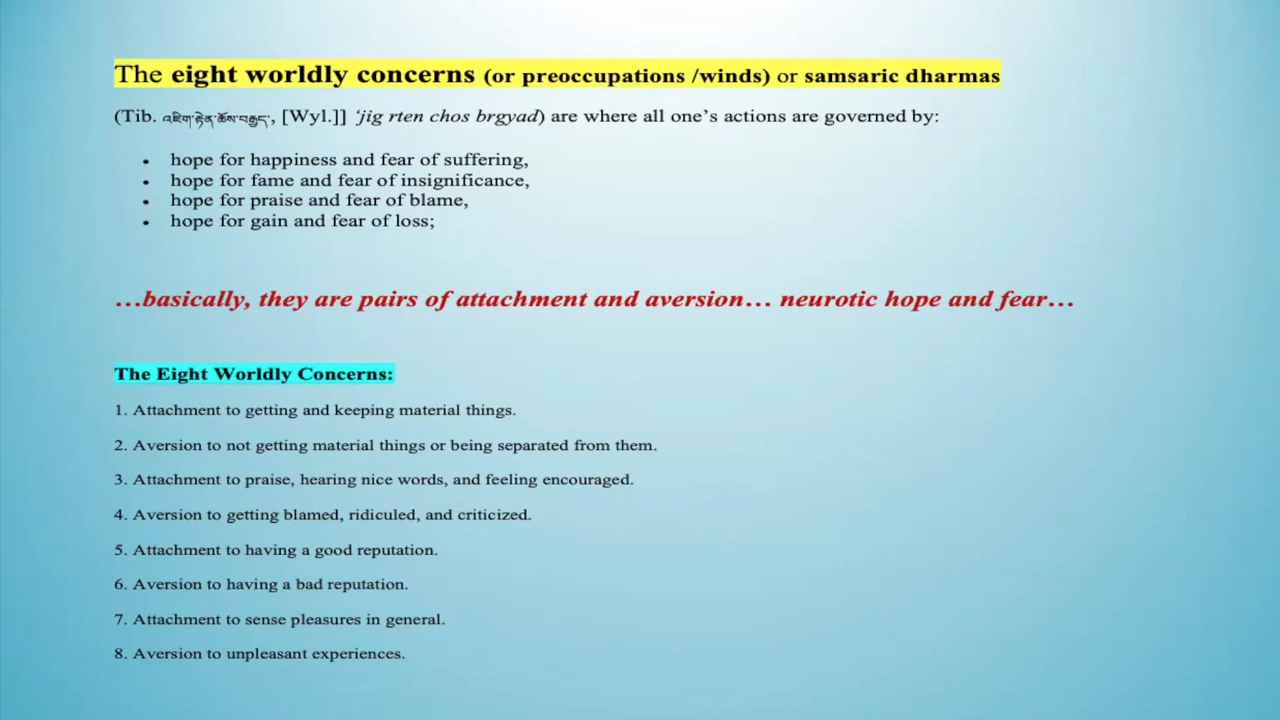 The eight worldly concerns (or preoccupations /winds) or samsaric dharmas
(Tib. འཇིག་རྟེན་ཆོས་བརྒྱད་, [Wyl.]] ‘jig rten chos brgyad) are where all one’s actions are governed by:
• hope for happiness and fear of suffering,
• hope for fame and fear of insignificance,
• hope for praise and fear of blame,
• hope for gain and fear of loss;
…basically, they are pairs of attachment and aversion… neurotic hope and fear…
The Eight Worldly Concerns:
1. Attachment to getting and keeping material things.
2. Aversion to not getting material things or being separated from them.
3. Attachment to praise, hearing nice words, and feeling encouraged.
4. Aversion to getting blamed, ridiculed, and criticized.
5. Attachment to having a good reputation.
6. Aversion to having a bad reputation.
7. Attachment to sense pleasures in general.
8. Aversion to unpleasant experiences.